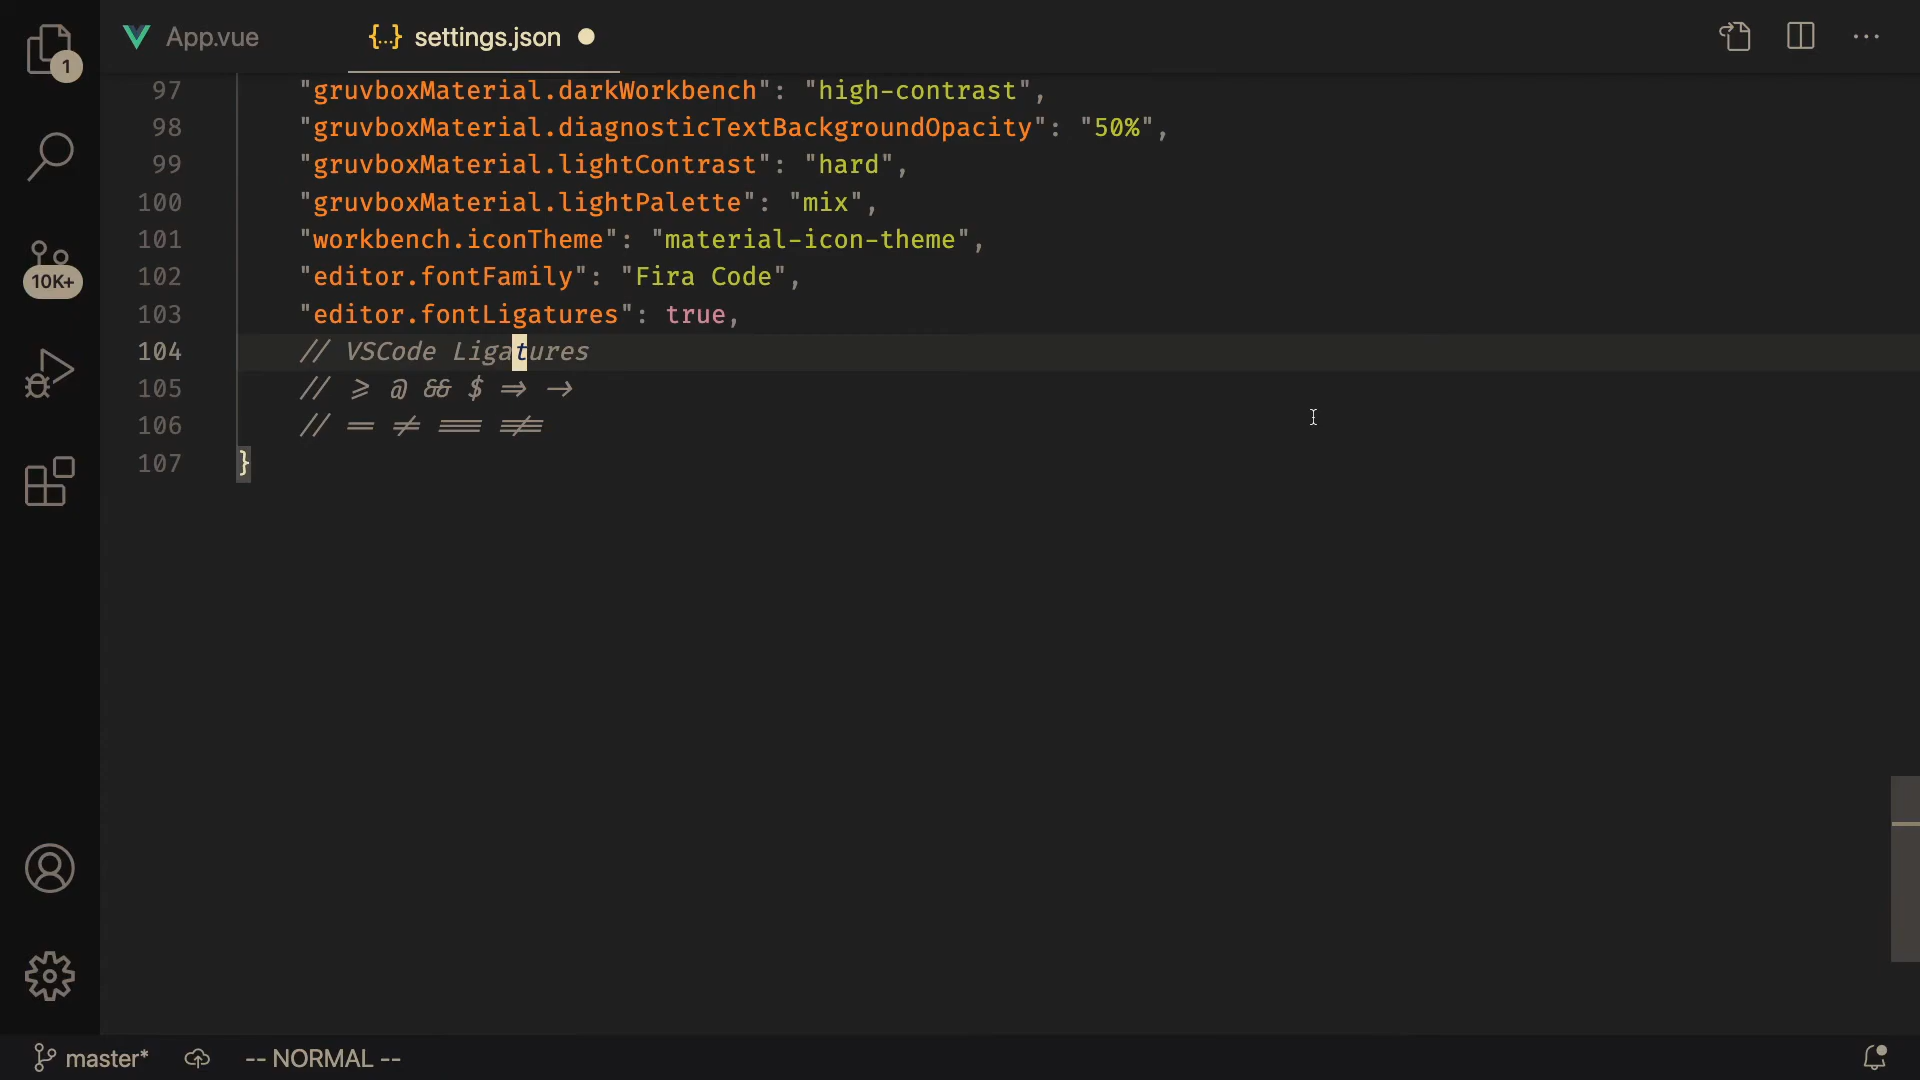 App.vue
{...} settings.json
1
10K+
97 "gruvboxMaterial.darkWorkbench": "high-contrast",
98 "gruvboxMaterial.diagnosticTextBackgroundOpacity": "50%",
99 "gruvboxMaterial.lightContrast": "hard",
100 "gruvboxMaterial.lightPalette": "mix",
101 "workbench.iconTheme": "material-icon-theme",
102 "editor.fontFamily": "Fira Code",
103 "editor.fontLigatures": true,
104 // VSCode Ligatures
105 // >= @ && $ => ->
106 // == != === !==
107 }
master*
-- NORMAL --